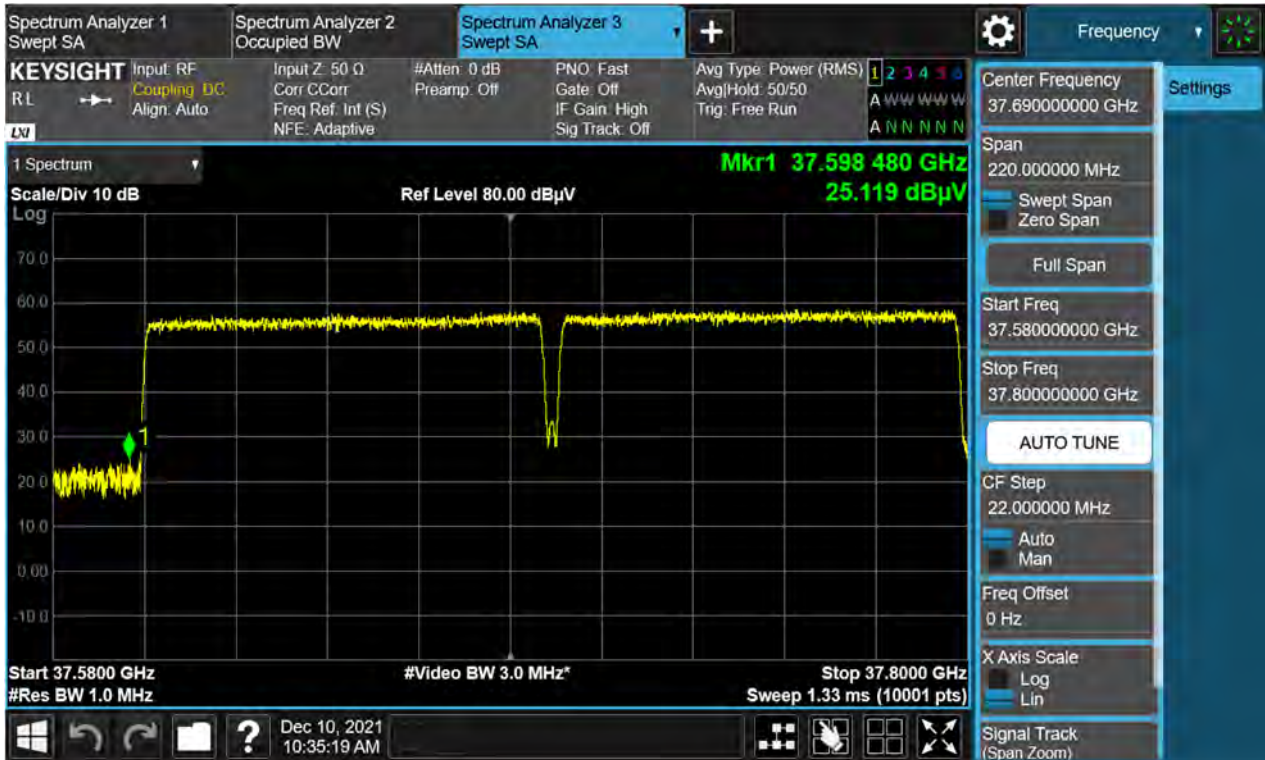 Spectrum Analyzer 1
Swept SA
Spectrum Analyzer 2
Occupied BW
Spectrum Analyzer 3
Swept SA
+
Frequency
KEYSIGHT
RL
LXI
Input: RF
Coupling: DC
Align: Auto
Input Z: 50 Ω
Corr CCorr
Freq Ref: Int (S)
NFE: Adaptive
#Atten: 0 dB
Preamp: Off
PNO: Fast
Gate: Off
IF Gain: High
Sig Track: Off
Avg Type: Power (RMS)
Avg|Hold: 50/50
Trig: Free Run
1 2 3 4 5 6
A W W W W W
A N N N N N
1 Spectrum
Scale/Div 10 dB
Log
Ref Level 80.00 dBµV
Mkr1 37.598 480 GHz
25.119 dBµV
70.0
60.0
50.0
40.0
30.0
20.0
10.0
0.00
-10.0
1
Start 37.5800 GHz
#Res BW 1.0 MHz
#Video BW 3.0 MHz*
Stop 37.8000 GHz
Sweep 1.33 ms (10001 pts)
Settings
Center Frequency
37.690000000 GHz
Span
220.000000 MHz
Swept Span
Zero Span
Full Span
Start Freq
37.580000000 GHz
Stop Freq
37.800000000 GHz
AUTO TUNE
CF Step
22.000000 MHz
Auto
Man
Freq Offset
0 Hz
X Axis Scale
Log
Lin
Signal Track
(Span Zoom)
?
Dec 10, 2021
10:35:19 AM